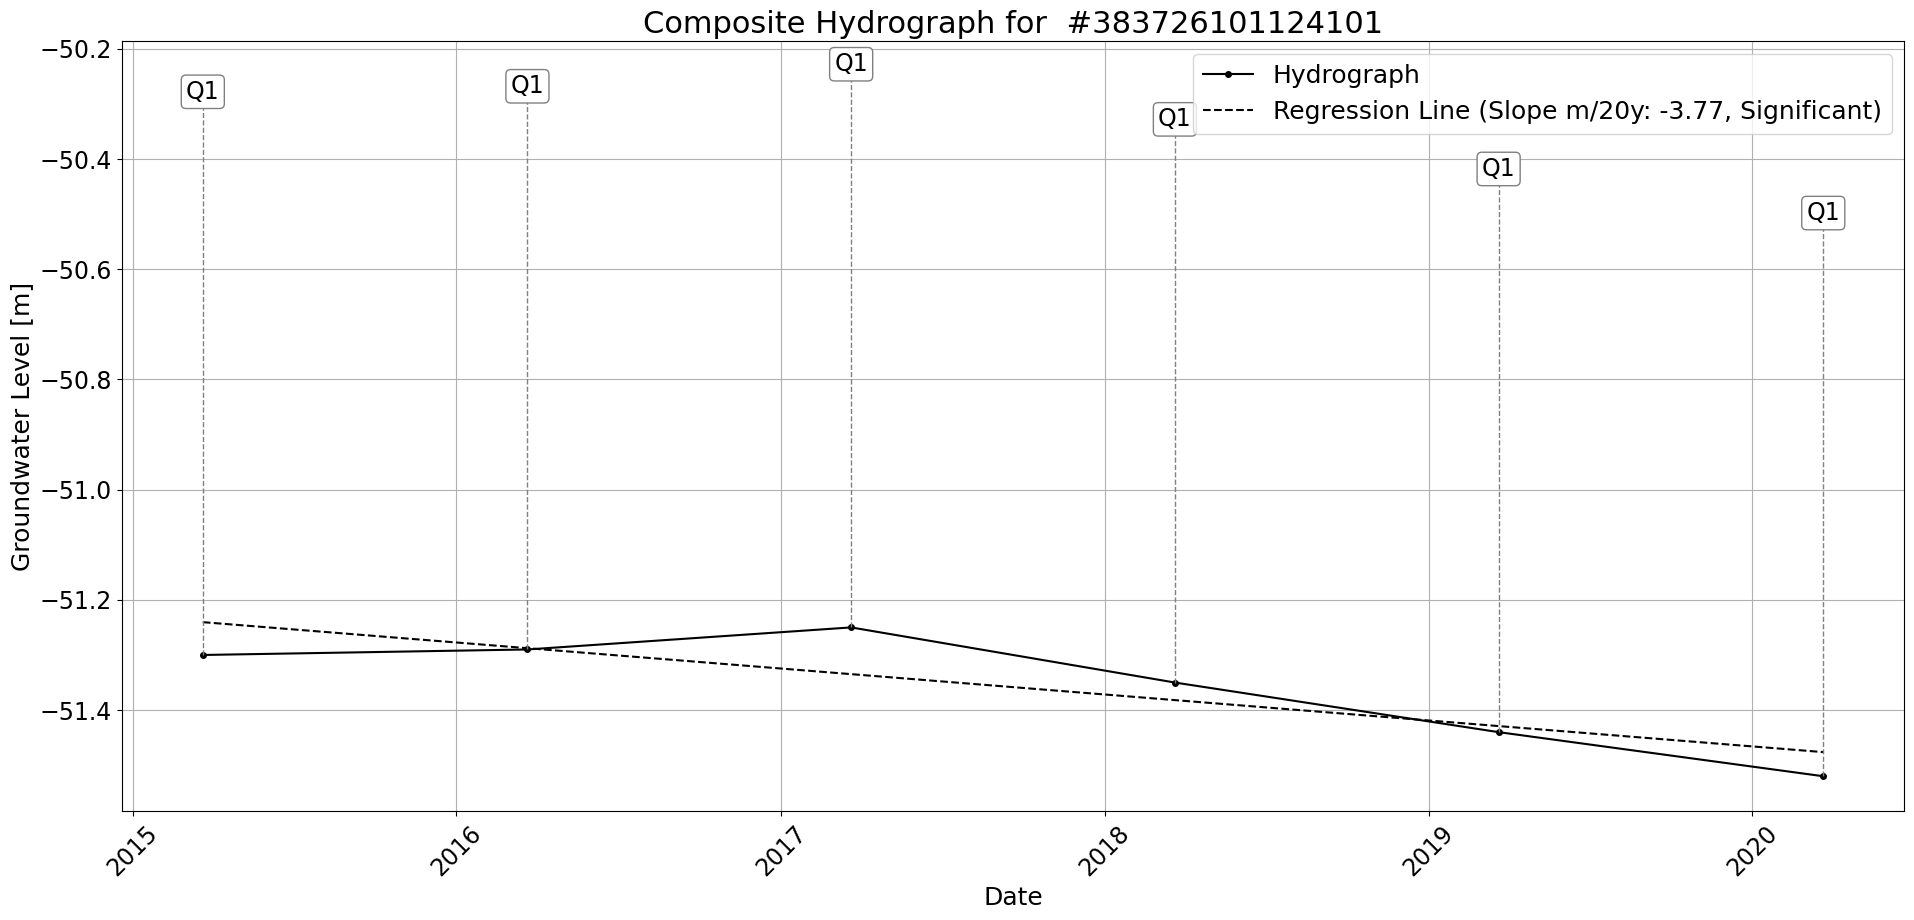 Composite Hydrograph for  #383726101124101
Groundwater Level [m]
−50.2
−50.4
−50.6
−50.8
−51.0
−51.2
−51.4
Q1
Q1
Q1
Q1
Q1
Q1
Hydrograph
Regression Line (Slope m/20y: -3.77, Significant)
2015
2016
2017
2018
2019
2020
Date